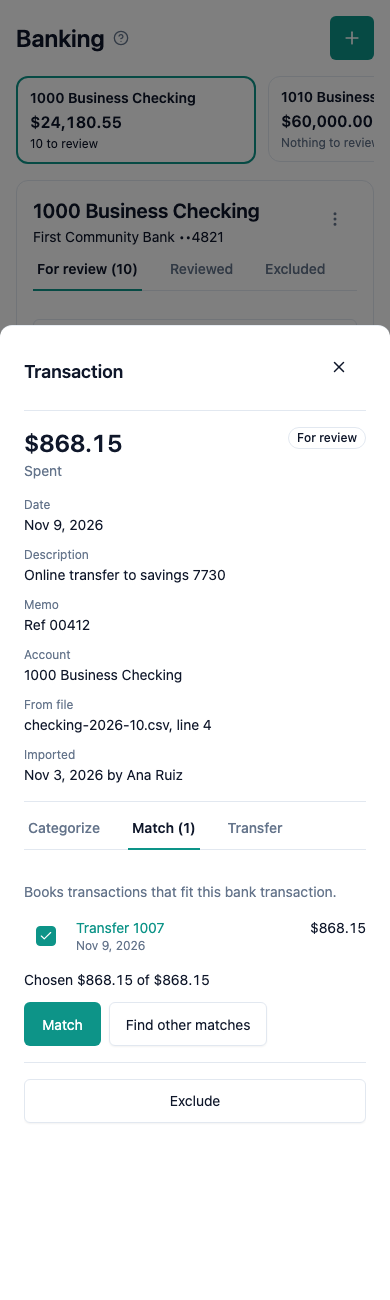 Banking
1000 Business Checking
$24,180.55
10 to review
1010 Business
$60,000.00
Nothing to review
1000 Business Checking
First Community Bank ••4821
For review (10)
Reviewed
Excluded
Transaction
$868.15
For review
Spent
Date
Nov 9, 2026
Description
Online transfer to savings 7730
Memo
Ref 00412
Account
1000 Business Checking
From file
checking-2026-10.csv, line 4
Imported
Nov 3, 2026 by Ana Ruiz
Categorize
Match (1)
Transfer
Books transactions that fit this bank transaction.
Transfer 1007
$868.15
Nov 9, 2026
Chosen $868.15 of $868.15
Match
Find other matches
Exclude